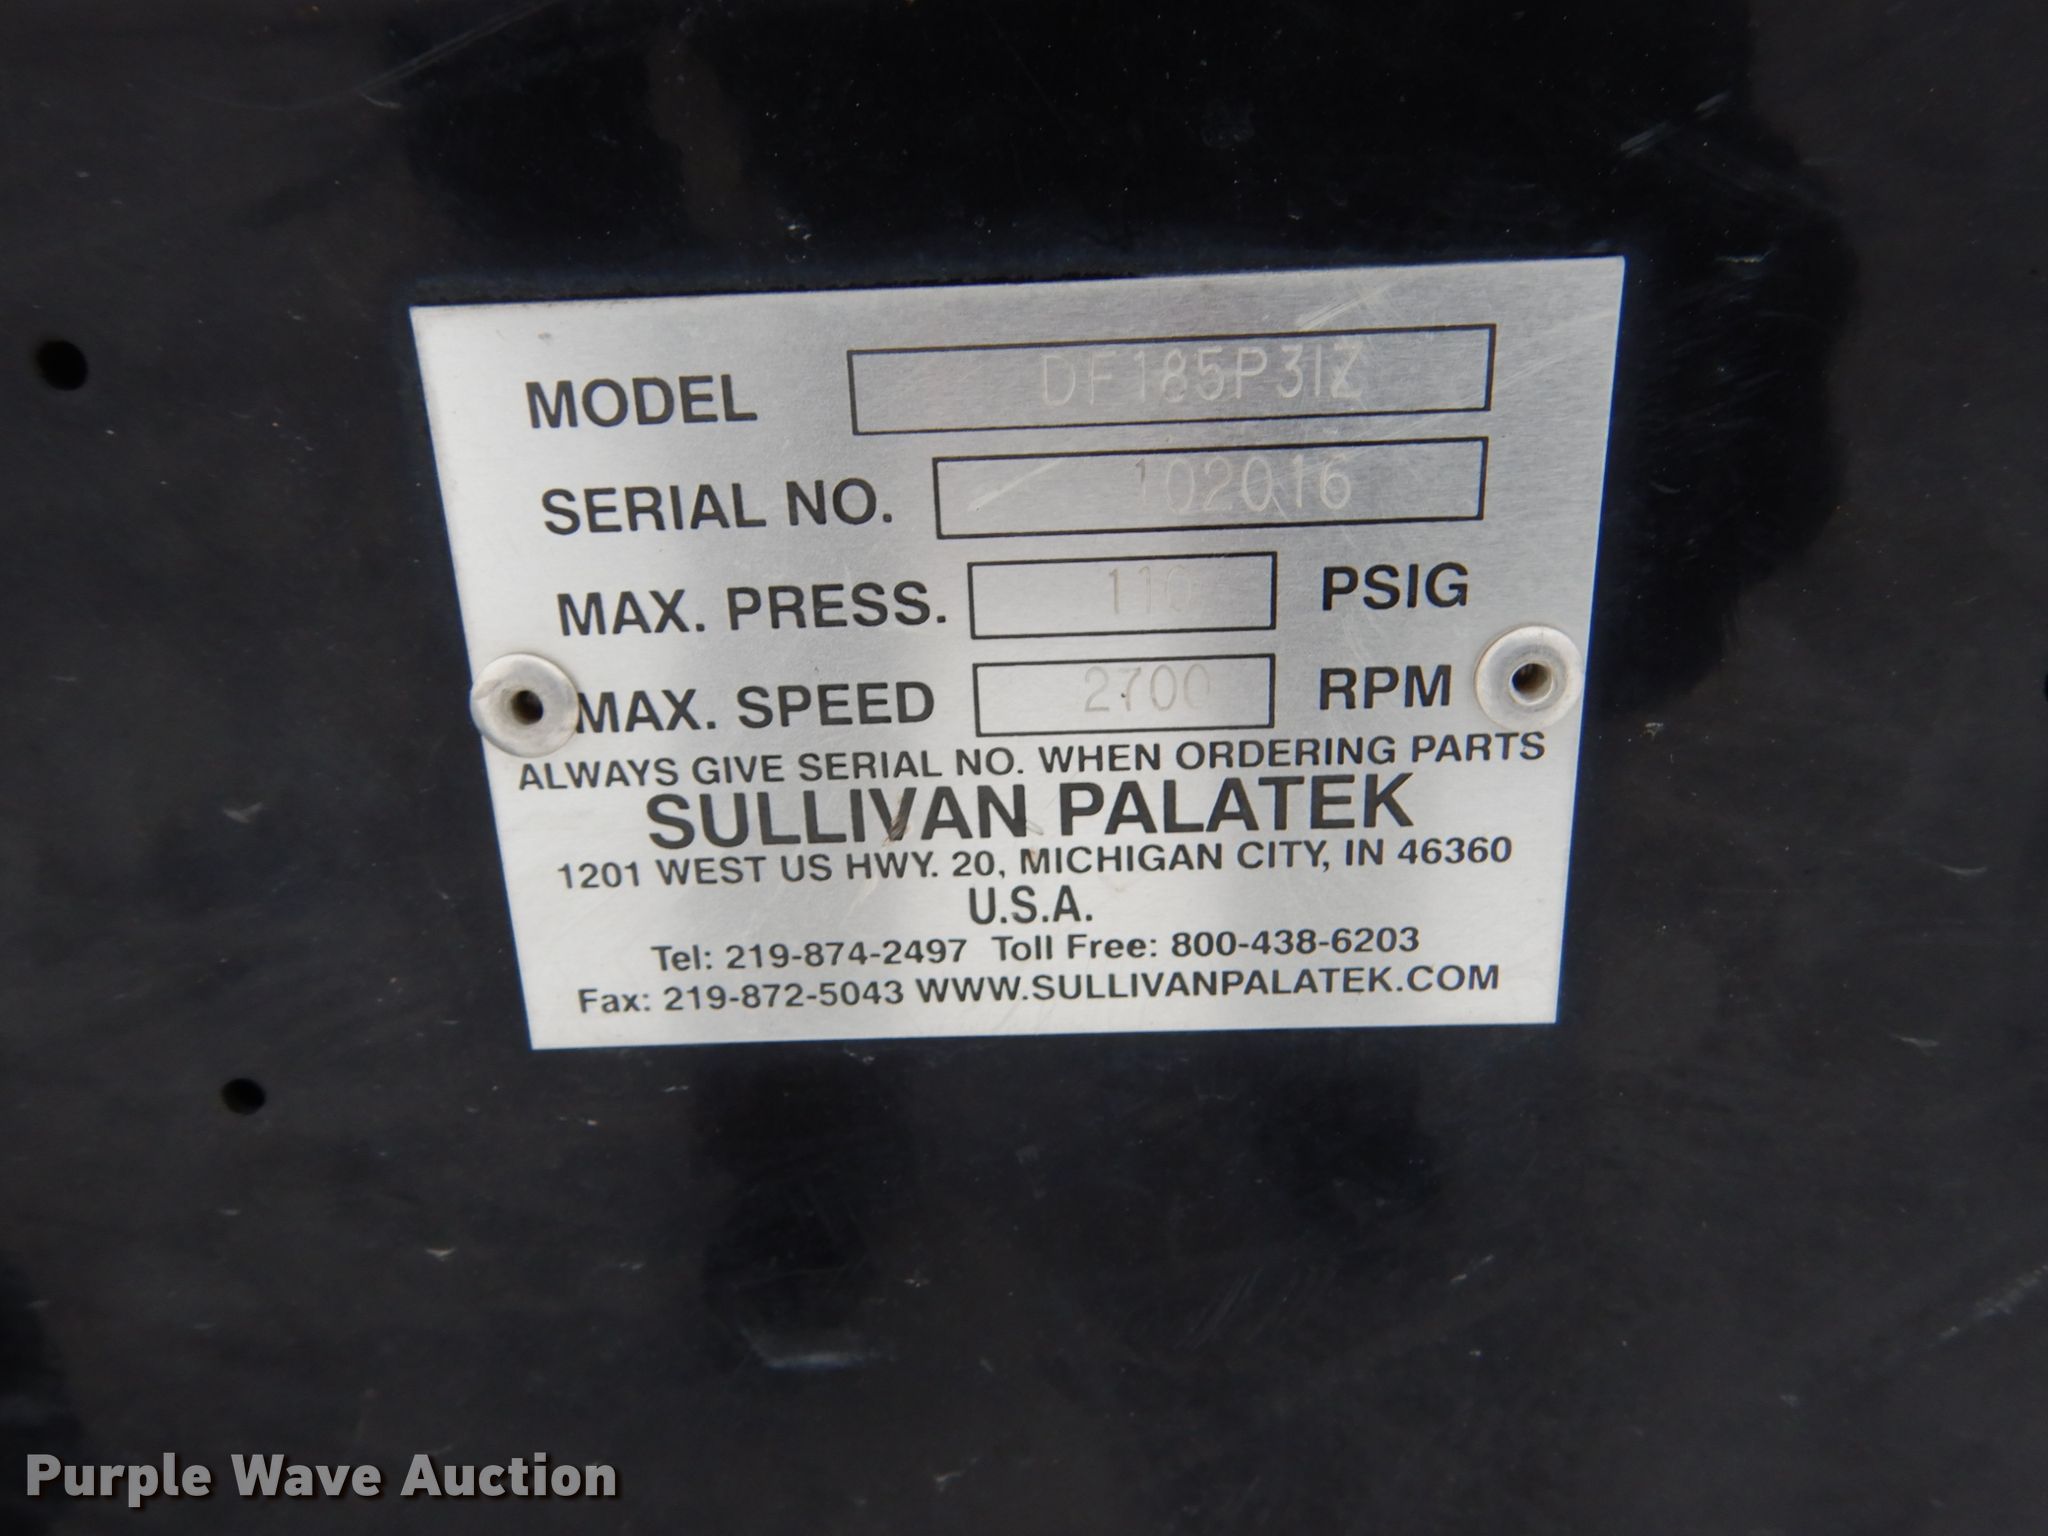 MODEL DF185P3IZ
SERIAL NO. 102016
MAX. PRESS. 110 PSIG
MAX. SPEED 2700 RPM
ALWAYS GIVE SERIAL NO. WHEN ORDERING PARTS
SULLIVAN PALATEK
1201 WEST US HWY. 20, MICHIGAN CITY, IN 46360
U.S.A.
Tel: 219-874-2497 Toll Free: 800-438-6203
Fax: 219-872-5043 WWW.SULLIVANPALATEK.COM
Purple Wave Auction